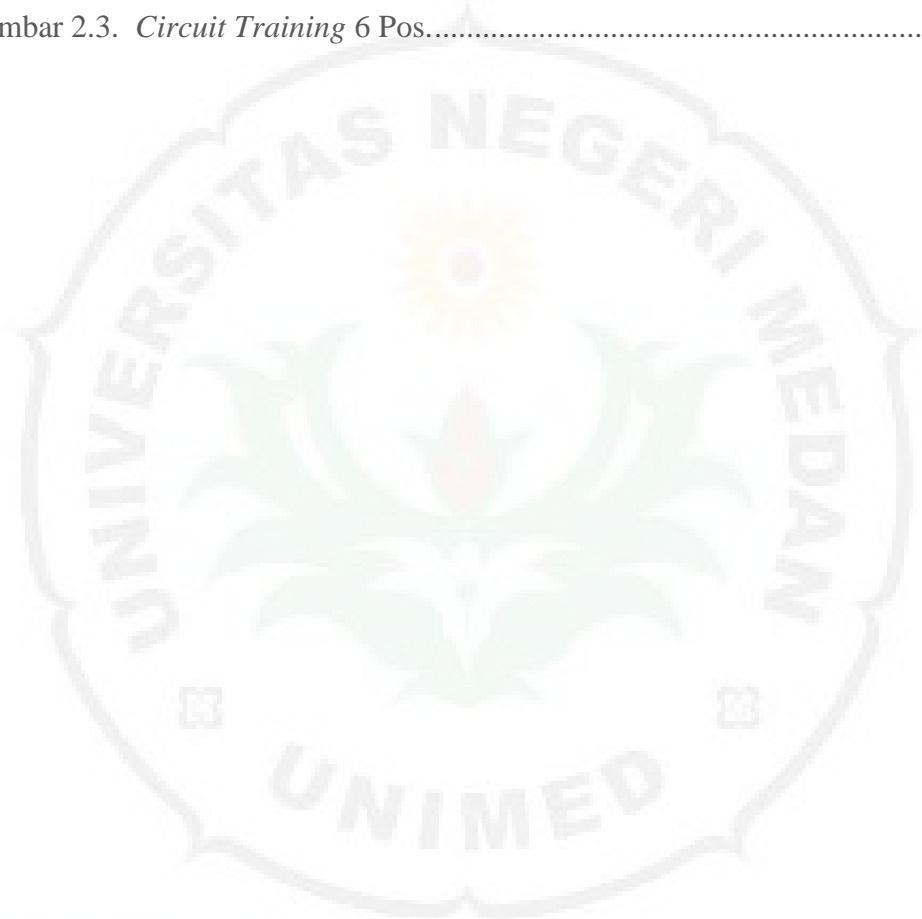 mbar 2.3. Circuit Training 6 Pos.............................................................
UNIVERSITAS NEGERI MEDAN
UNIMED